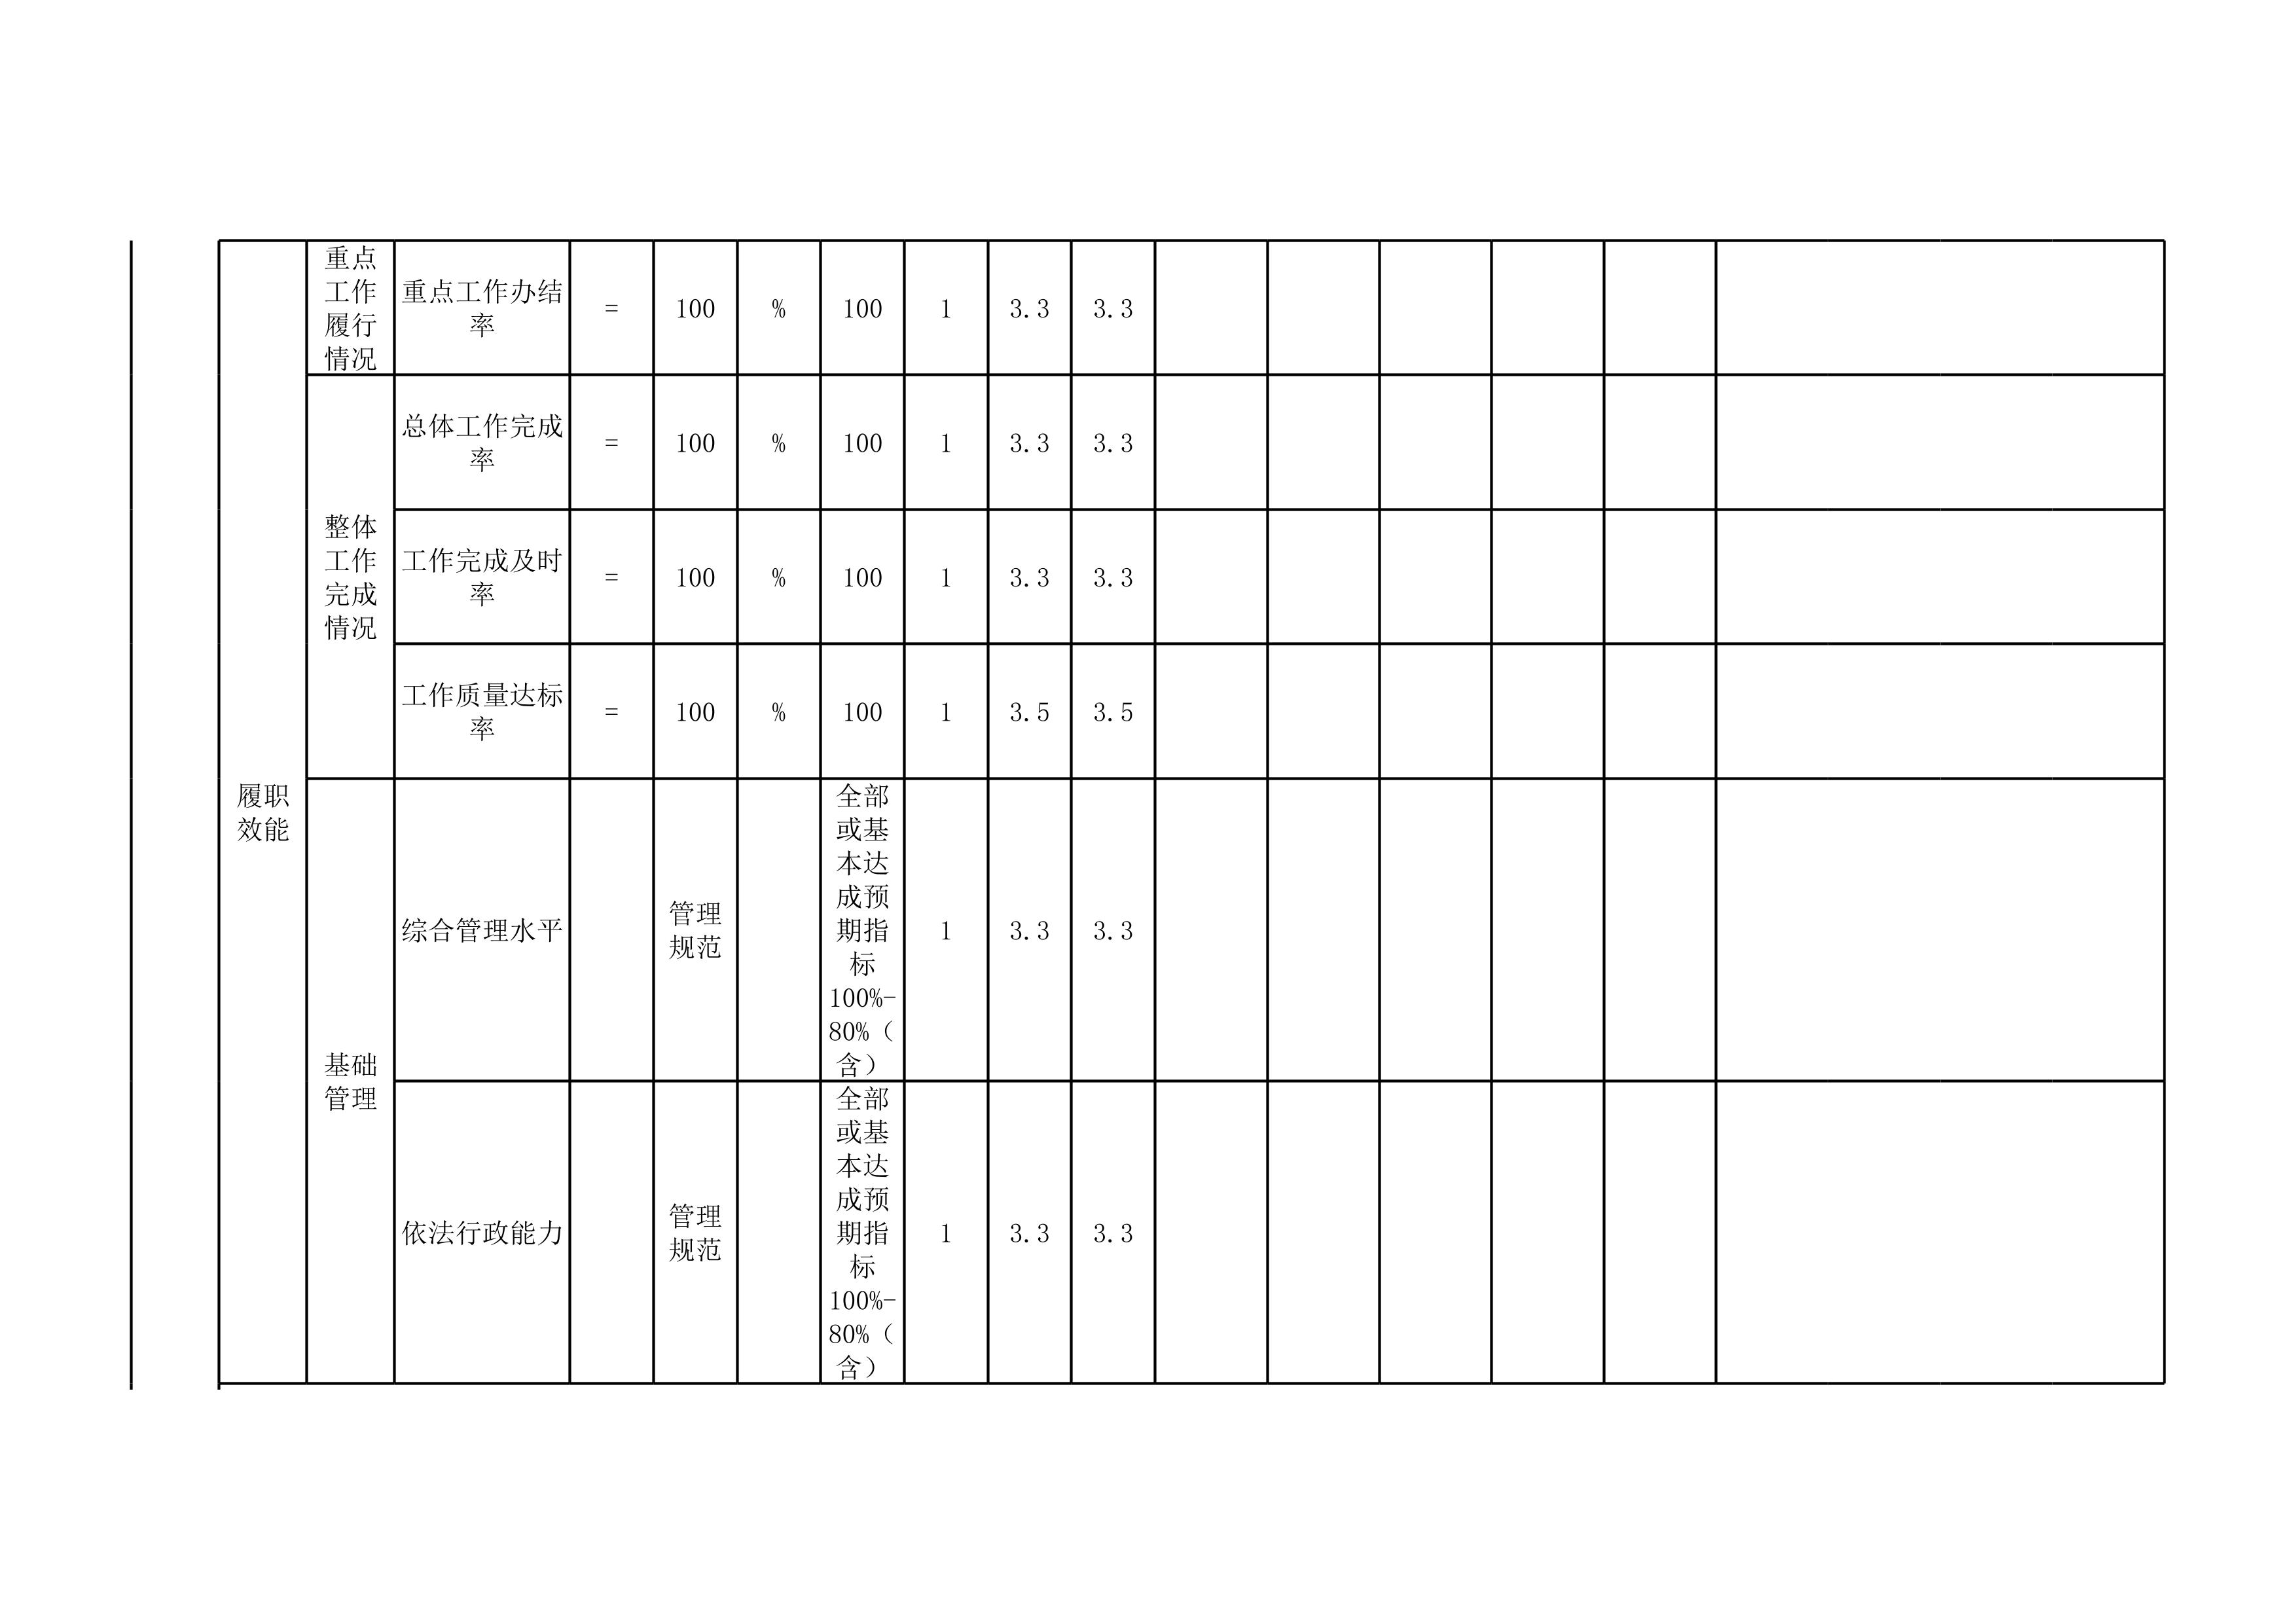 履职
效能
重点
工作
履行
情况
重点工作办结
率
=
100
%
100
1
3.3
3.3
整体
工作
完成
情况
总体工作完成
率
=
100
%
100
1
3.3
3.3
工作完成及时
率
=
100
%
100
1
3.3
3.3
工作质量达标
率
=
100
%
100
1
3.5
3.5
基础
管理
综合管理水平
管理
规范
全部
或基
本达
成预
期指
标
100%-
80%（
含）
1
3.3
3.3
依法行政能力
管理
规范
全部
或基
本达
成预
期指
标
100%-
80%（
含）
1
3.3
3.3